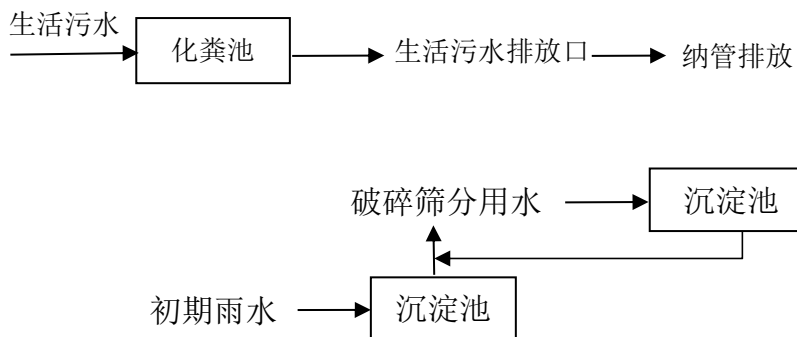 生活污水
化粪池
生活污水排放口
纳管排放
破碎筛分用水
沉淀池
初期雨水
沉淀池